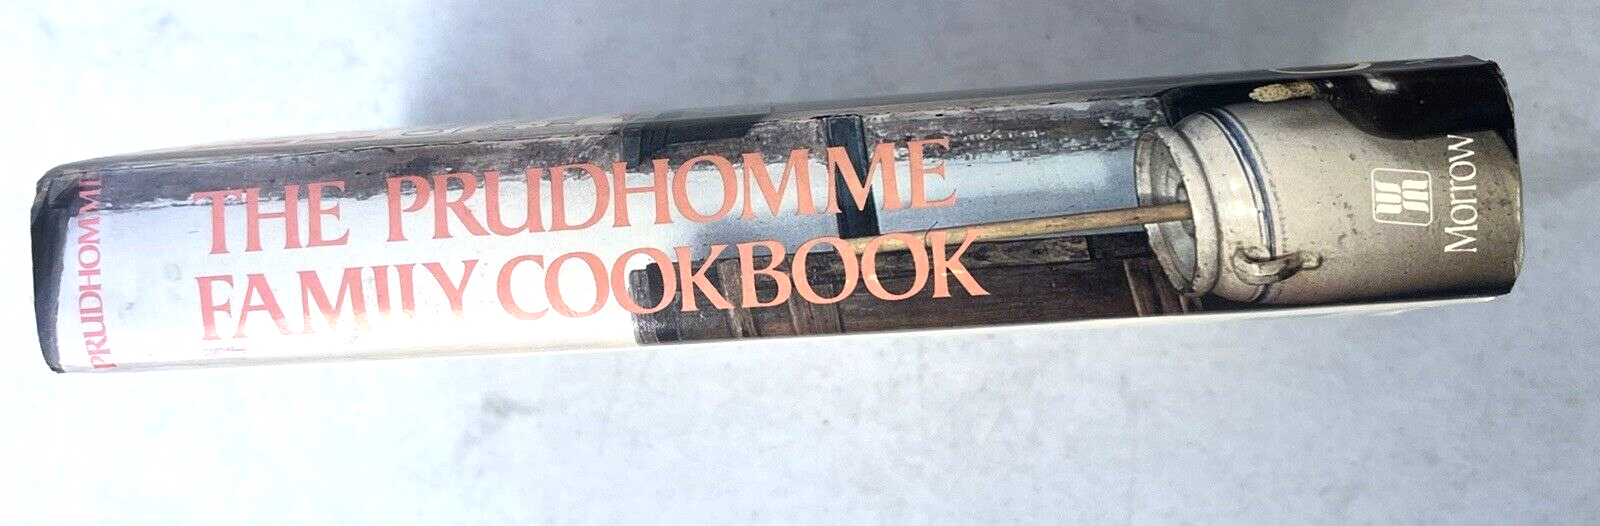 PRUDHOMME
THE PRUDHOMME
FAMILY COOKBOOK
Morrow